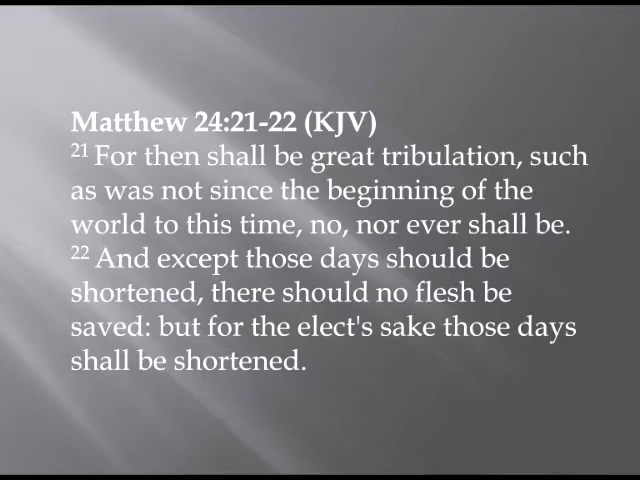 Matthew 24:21-22 (KJV)
21 For then shall be great tribulation, such
as was not since the beginning of the
world to this time, no, nor ever shall be.
22 And except those days should be
shortened, there should no flesh be
saved: but for the elect's sake those days
shall be shortened.